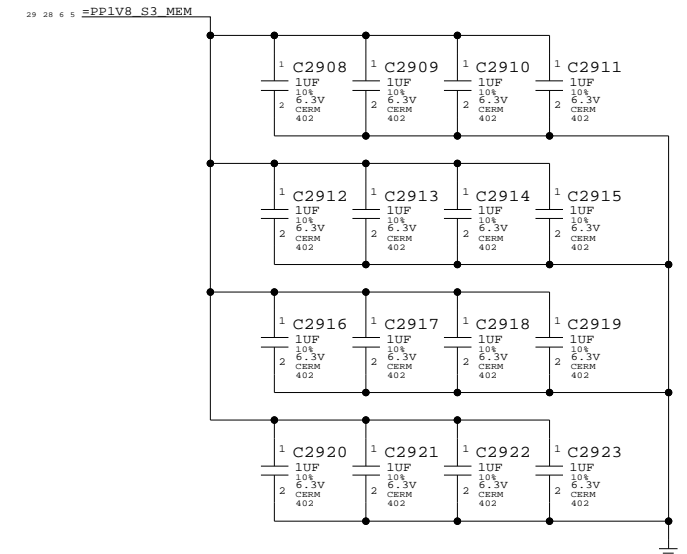 29 28 6 5 =PP1V8_S3_MEM
1 C2908 1 C2909 1 C2910 1 C2911
1UF 1UF 1UF 1UF
10% 10% 10% 10%
2 6.3V 2 6.3V 2 6.3V 2 6.3V
CERM CERM CERM CERM
402 402 402 402
1 C2912 1 C2913 1 C2914 1 C2915
1UF 1UF 1UF 1UF
10% 10% 10% 10%
2 6.3V 2 6.3V 2 6.3V 2 6.3V
CERM CERM CERM CERM
402 402 402 402
1 C2916 1 C2917 1 C2918 1 C2919
1UF 1UF 1UF 1UF
10% 10% 10% 10%
2 6.3V 2 6.3V 2 6.3V 2 6.3V
CERM CERM CERM CERM
402 402 402 402
1 C2920 1 C2921 1 C2922 1 C2923
1UF 1UF 1UF 1UF
10% 10% 10% 10%
2 6.3V 2 6.3V 2 6.3V 2 6.3V
CERM CERM CERM CERM
402 402 402 402